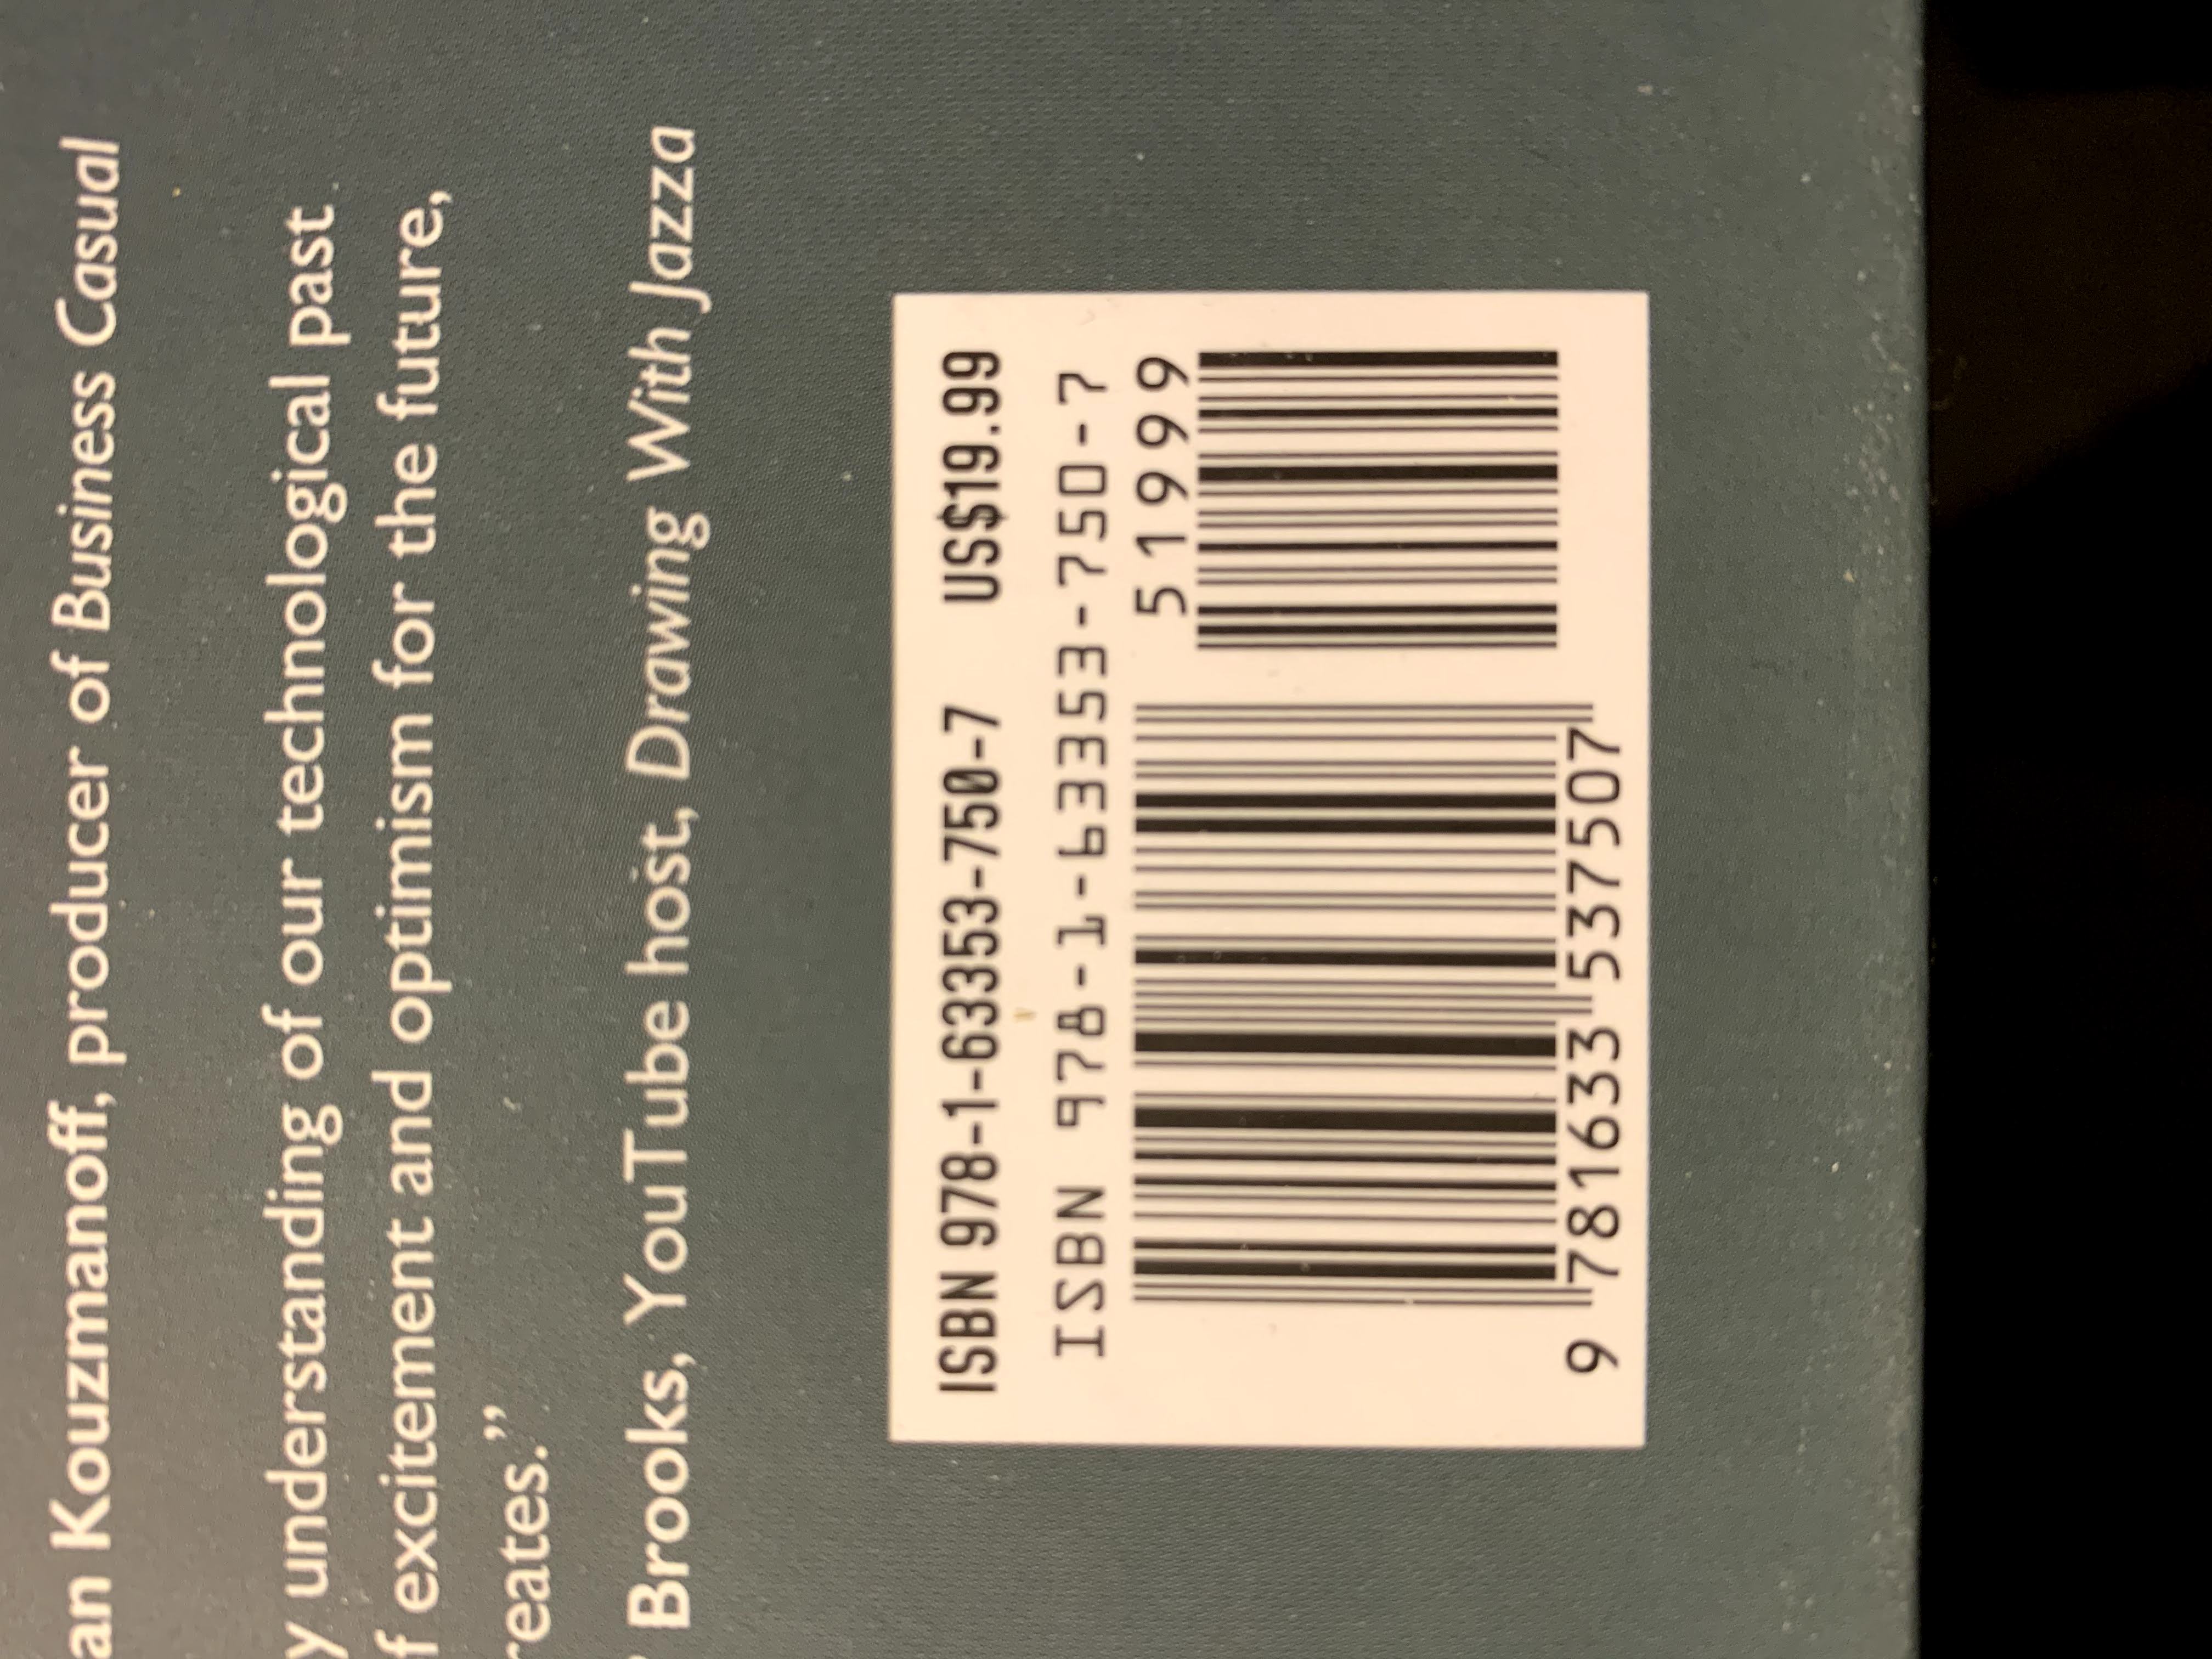 an Kouzmanoff, producer of Business Casual
y understanding of our technological past
f excitement and optimism for the future,
reates.”
’ Brooks, YouTube host, Drawing With Jazza
ISBN 978-1-63353-750-7 US$19.99
ISBN 978-1-63353-750-7
51999
9 781633 537507